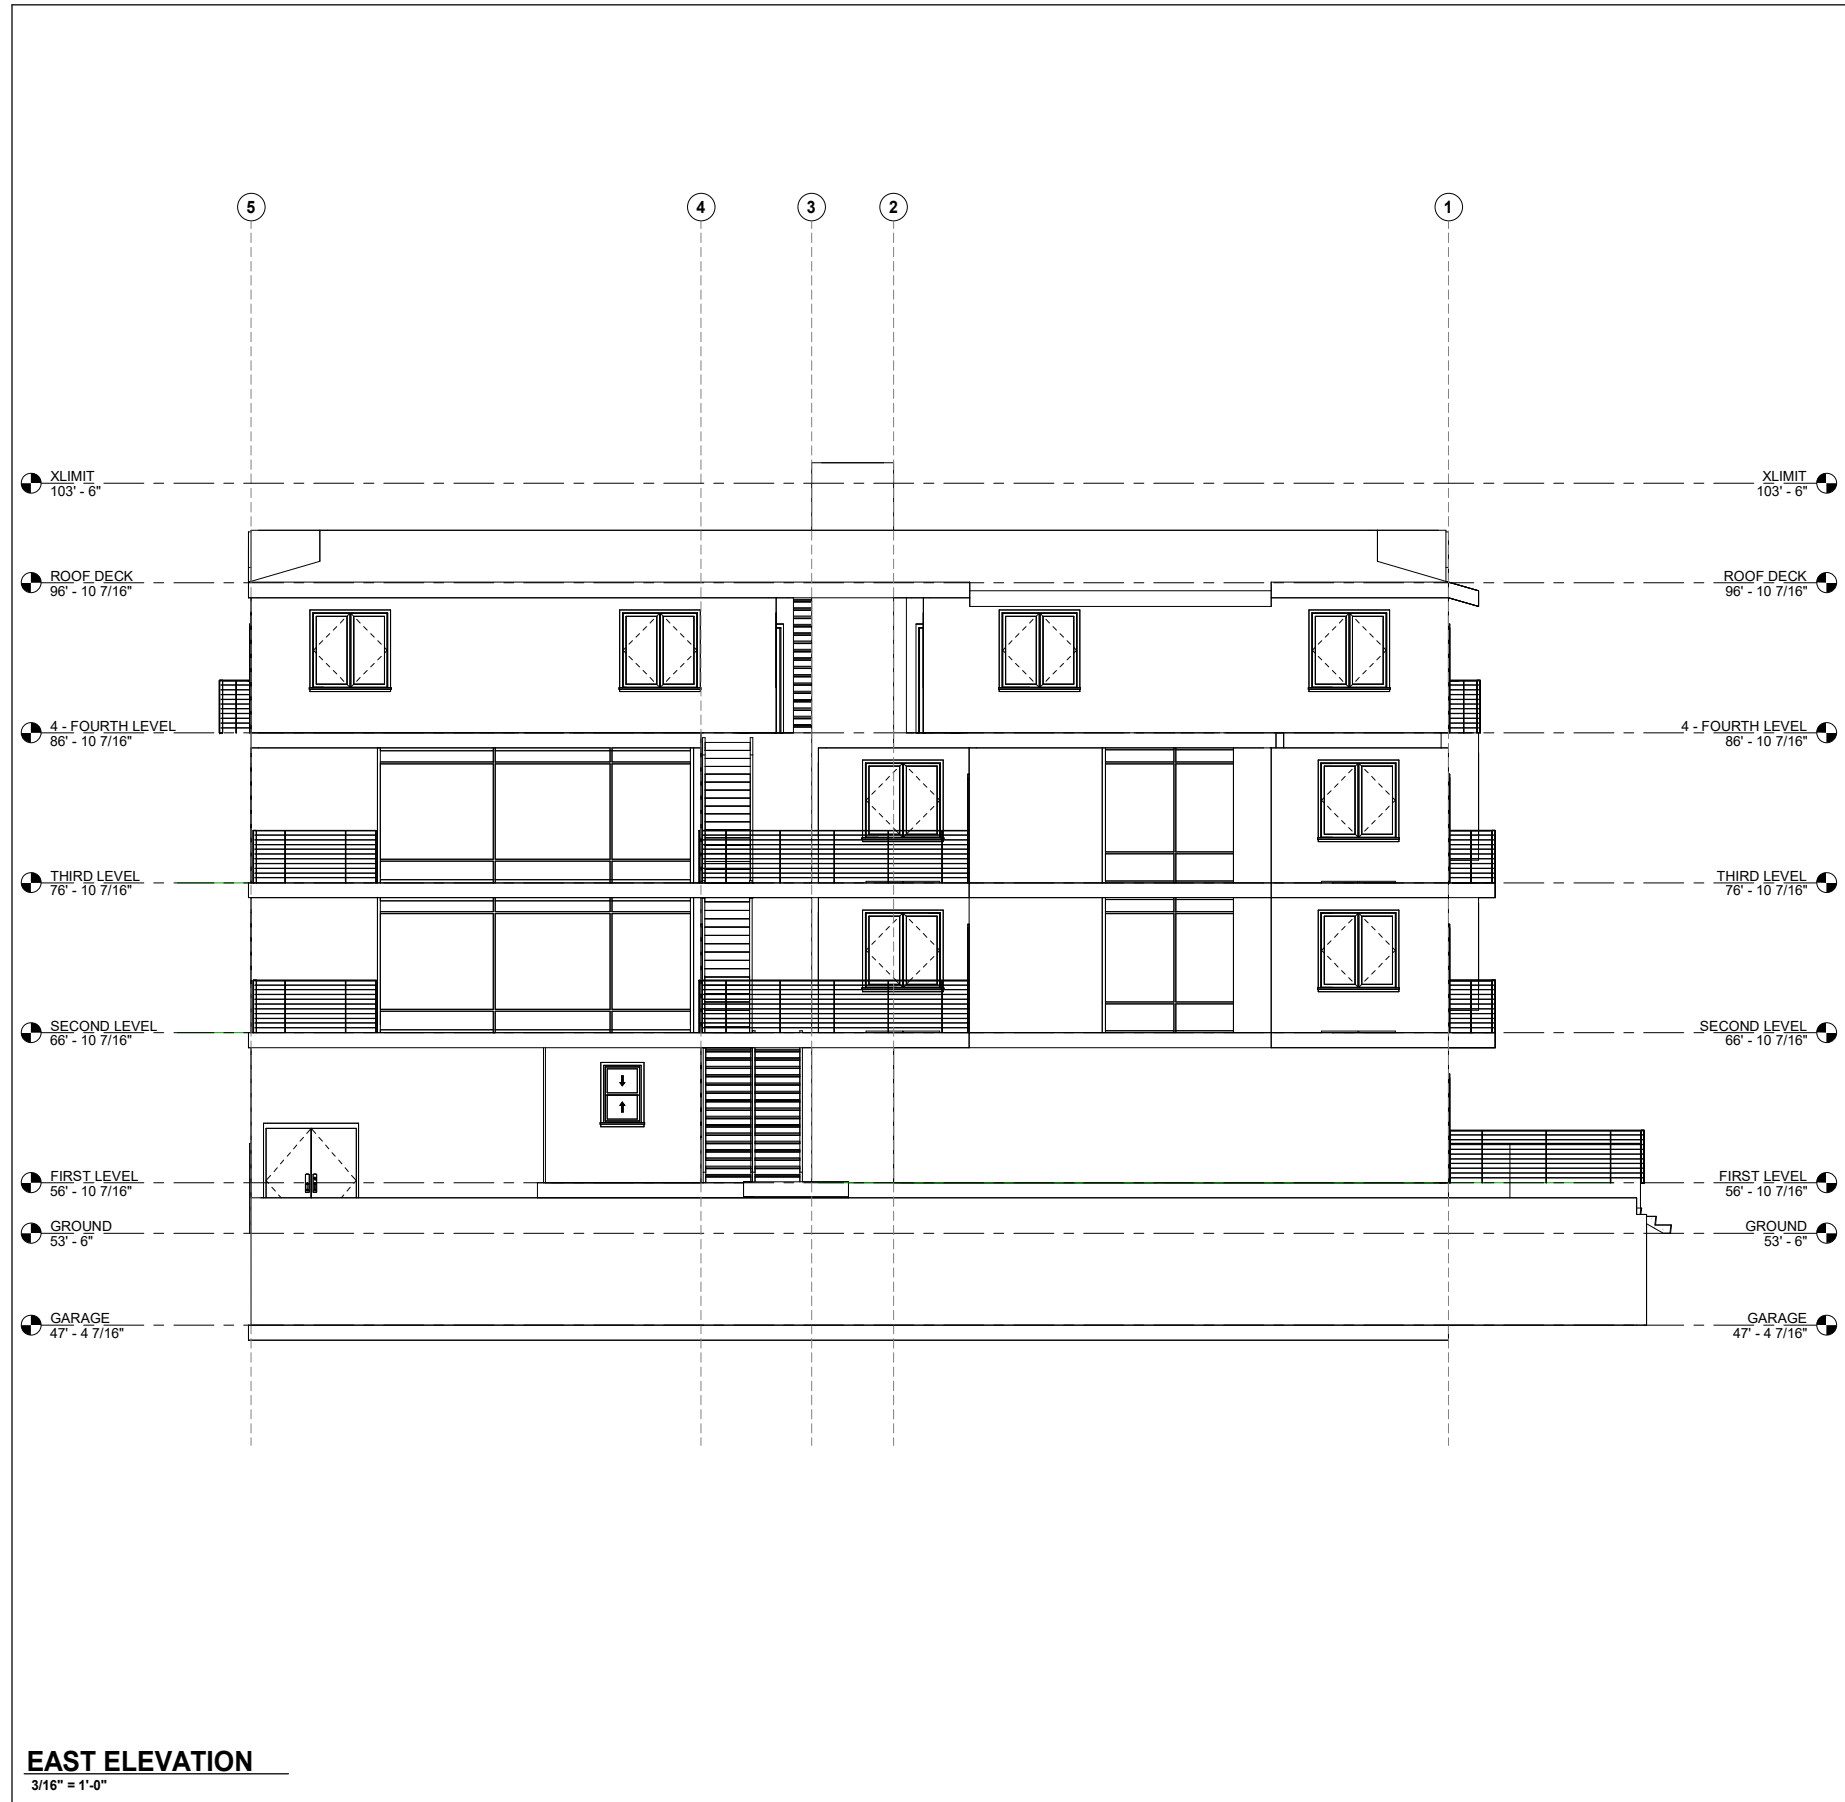 5 4 3 2 1
XLIMIT
103' - 6"
XLIMIT
103' - 6"
ROOF DECK
96' - 10 7/16"
ROOF DECK
96' - 10 7/16"
4 - FOURTH LEVEL
86' - 10 7/16"
4 - FOURTH LEVEL
86' - 10 7/16"
THIRD LEVEL
76' - 10 7/16"
THIRD LEVEL
76' - 10 7/16"
SECOND LEVEL
66' - 10 7/16"
SECOND LEVEL
66' - 10 7/16"
FIRST LEVEL
56' - 10 7/16"
FIRST LEVEL
56' - 10 7/16"
GROUND
53' - 6"
GROUND
53' - 6"
GARAGE
47' - 4 7/16"
GARAGE
47' - 4 7/16"
EAST ELEVATION
3/16" = 1'-0"